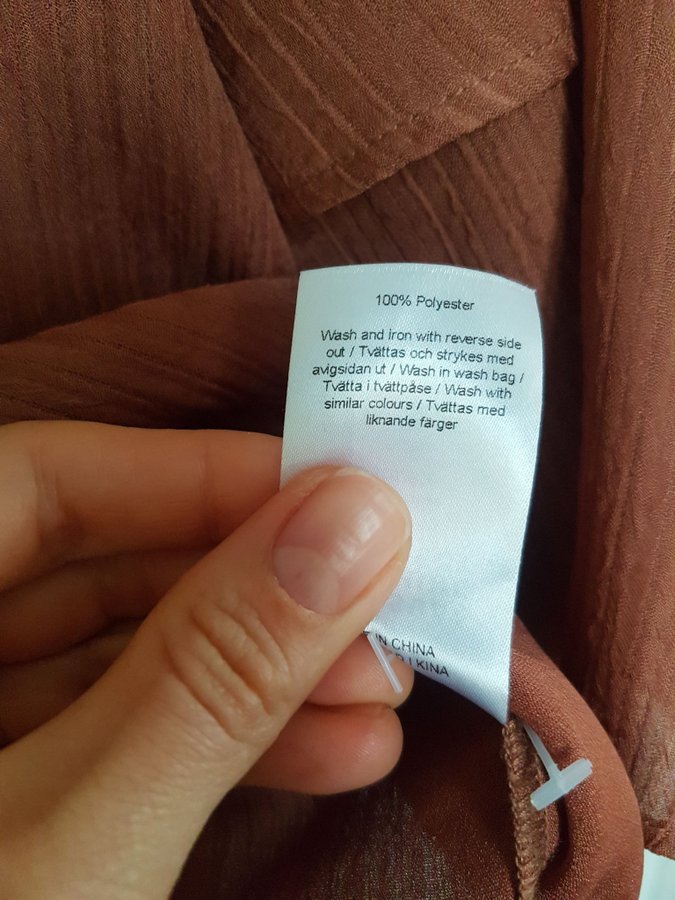 100% Polyester
Wash and iron with reverse side
out / Tvättas och strykes med
avigsidan ut / Wash in wash bag /
Tvätta i tvättpåse / Wash with
similar colours / Tvättas med
liknande färger
IN CHINA
I KINA